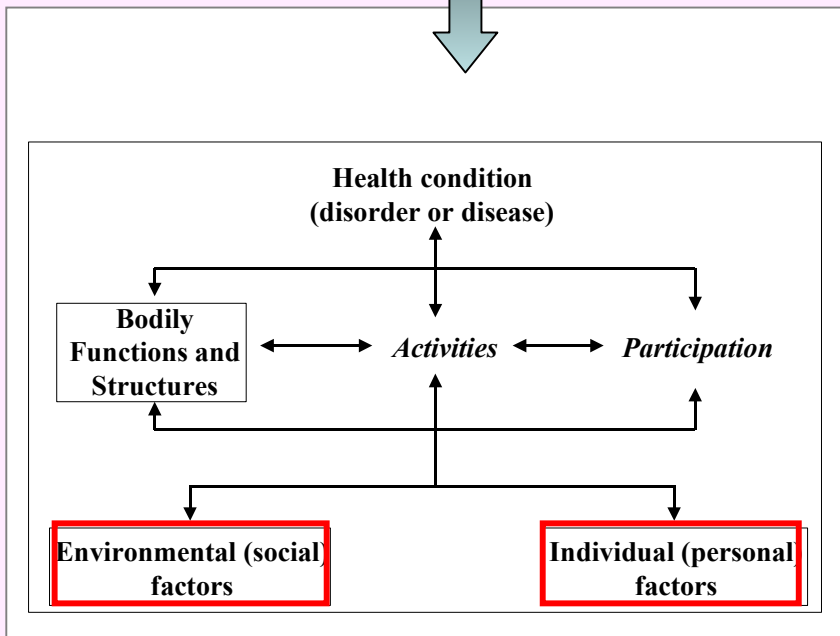 Health condition
(disorder or disease)
Bodily
Functions and
Structures
Activities
Participation
Environmental (social)
factors
Individual (personal)
factors